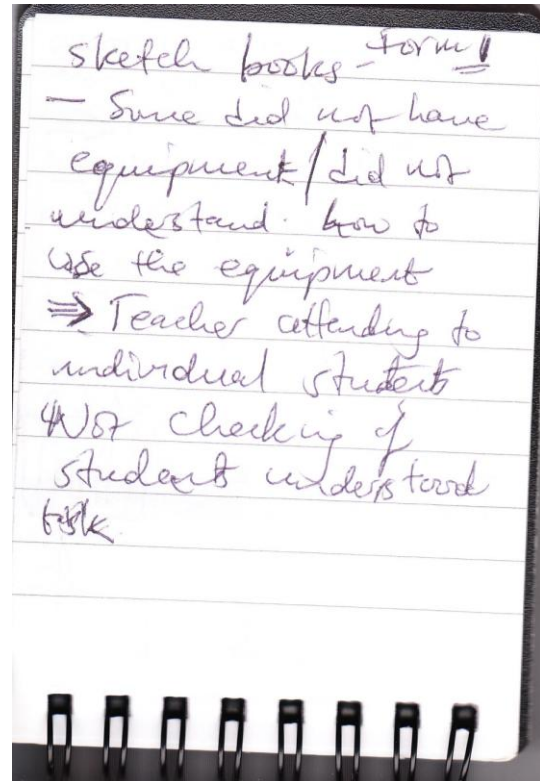 sketch books - Form 1
- Some did not have
equipment/did not
understand. how to
use the equipment
⇒ Teacher attending to
individual students
Not checking if
students understood
task